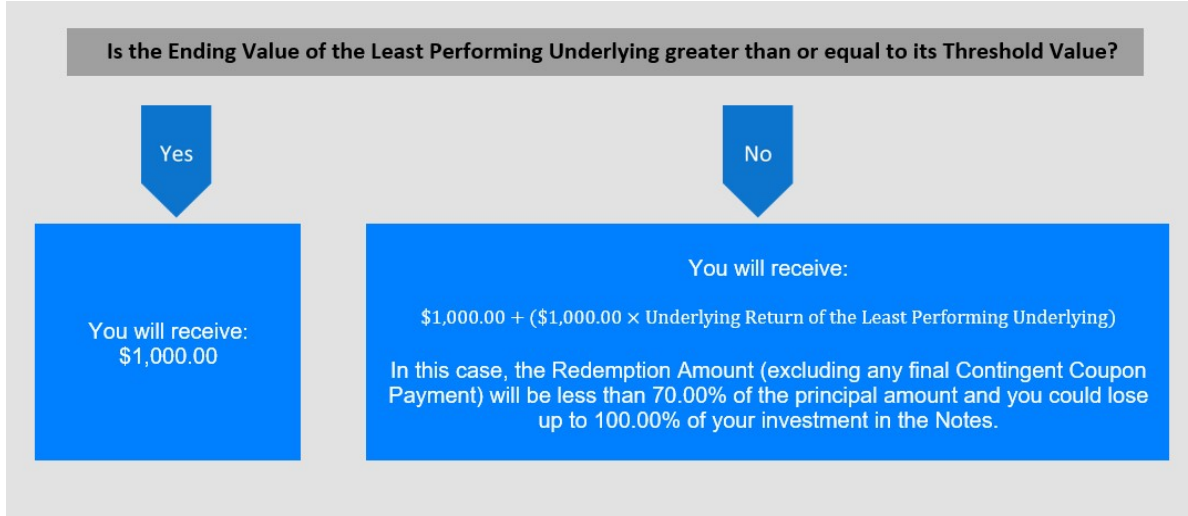 Is the Ending Value of the Least Performing Underlying greater than or equal to its Threshold Value?
Yes
No
You will receive:
$1,000.00
You will receive:
$1,000.00 + ($1,000.00 × Underlying Return of the Least Performing Underlying)
In this case, the Redemption Amount (excluding any final Contingent Coupon
Payment) will be less than 70.00% of the principal amount and you could lose
up to 100.00% of your investment in the Notes.